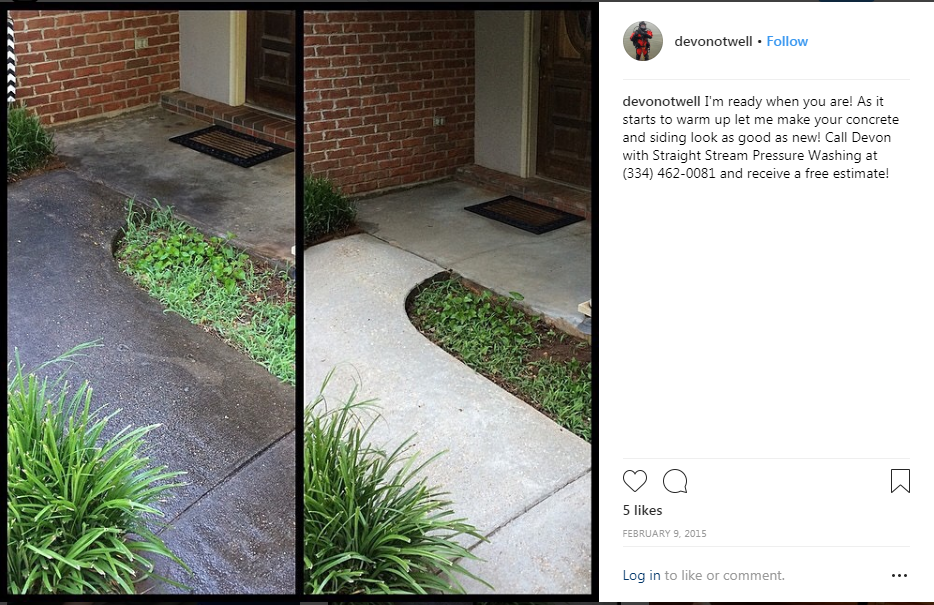 devonotwell • Follow
devonotwell I'm ready when you are! As it
starts to warm up let me make your concrete
and siding look as good as new! Call Devon
with Straight Stream Pressure Washing at
(334) 462-0081 and receive a free estimate!
5 likes
FEBRUARY 9, 2015
Log in to like or comment.